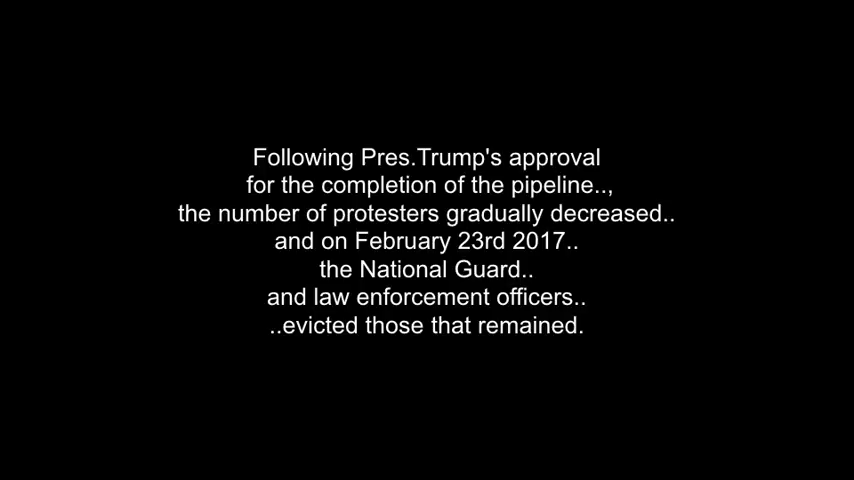 Following Pres.Trump's approval
for the completion of the pipeline..,
the number of protesters gradually decreased..
and on February 23rd 2017..
the National Guard..
and law enforcement officers..
..evicted those that remained.